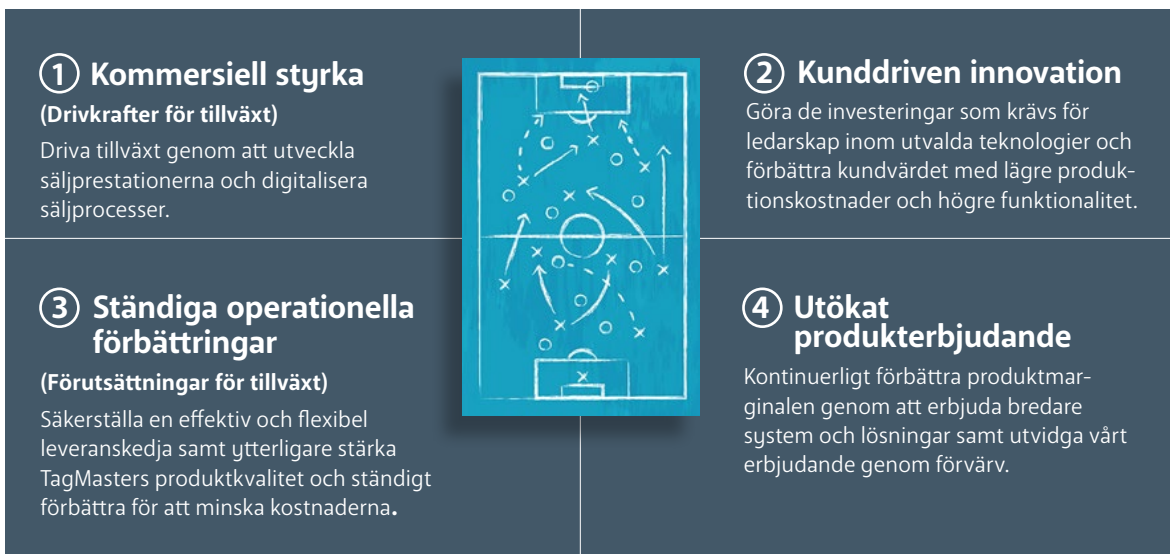 1 Kommersiell styrka
(Drivkrafter för tillväxt)
Driva tillväxt genom att utveckla
säljprestationerna och digitalisera
säljprocesser.
2 Kunddriven innovation
Göra de investeringar som krävs för
ledarskap inom utvalda teknologier och
förbättra kundvärdet med lägre produk-
tionskostnader och högre funktionalitet.
3 Ständiga operationella
förbättringar
(Förutsättningar för tillväxt)
Säkerställa en effektiv och flexibel
leveranskedja samt ytterligare stärka
TagMasters produktkvalitet och ständigt
förbättra för att minska kostnaderna.
4 Utökat
produkterbjudande
Kontinuerligt förbättra produktmar-
ginalen genom att erbjuda bredare
system och lösningar samt utvidga vårt
erbjudande genom förvärv.